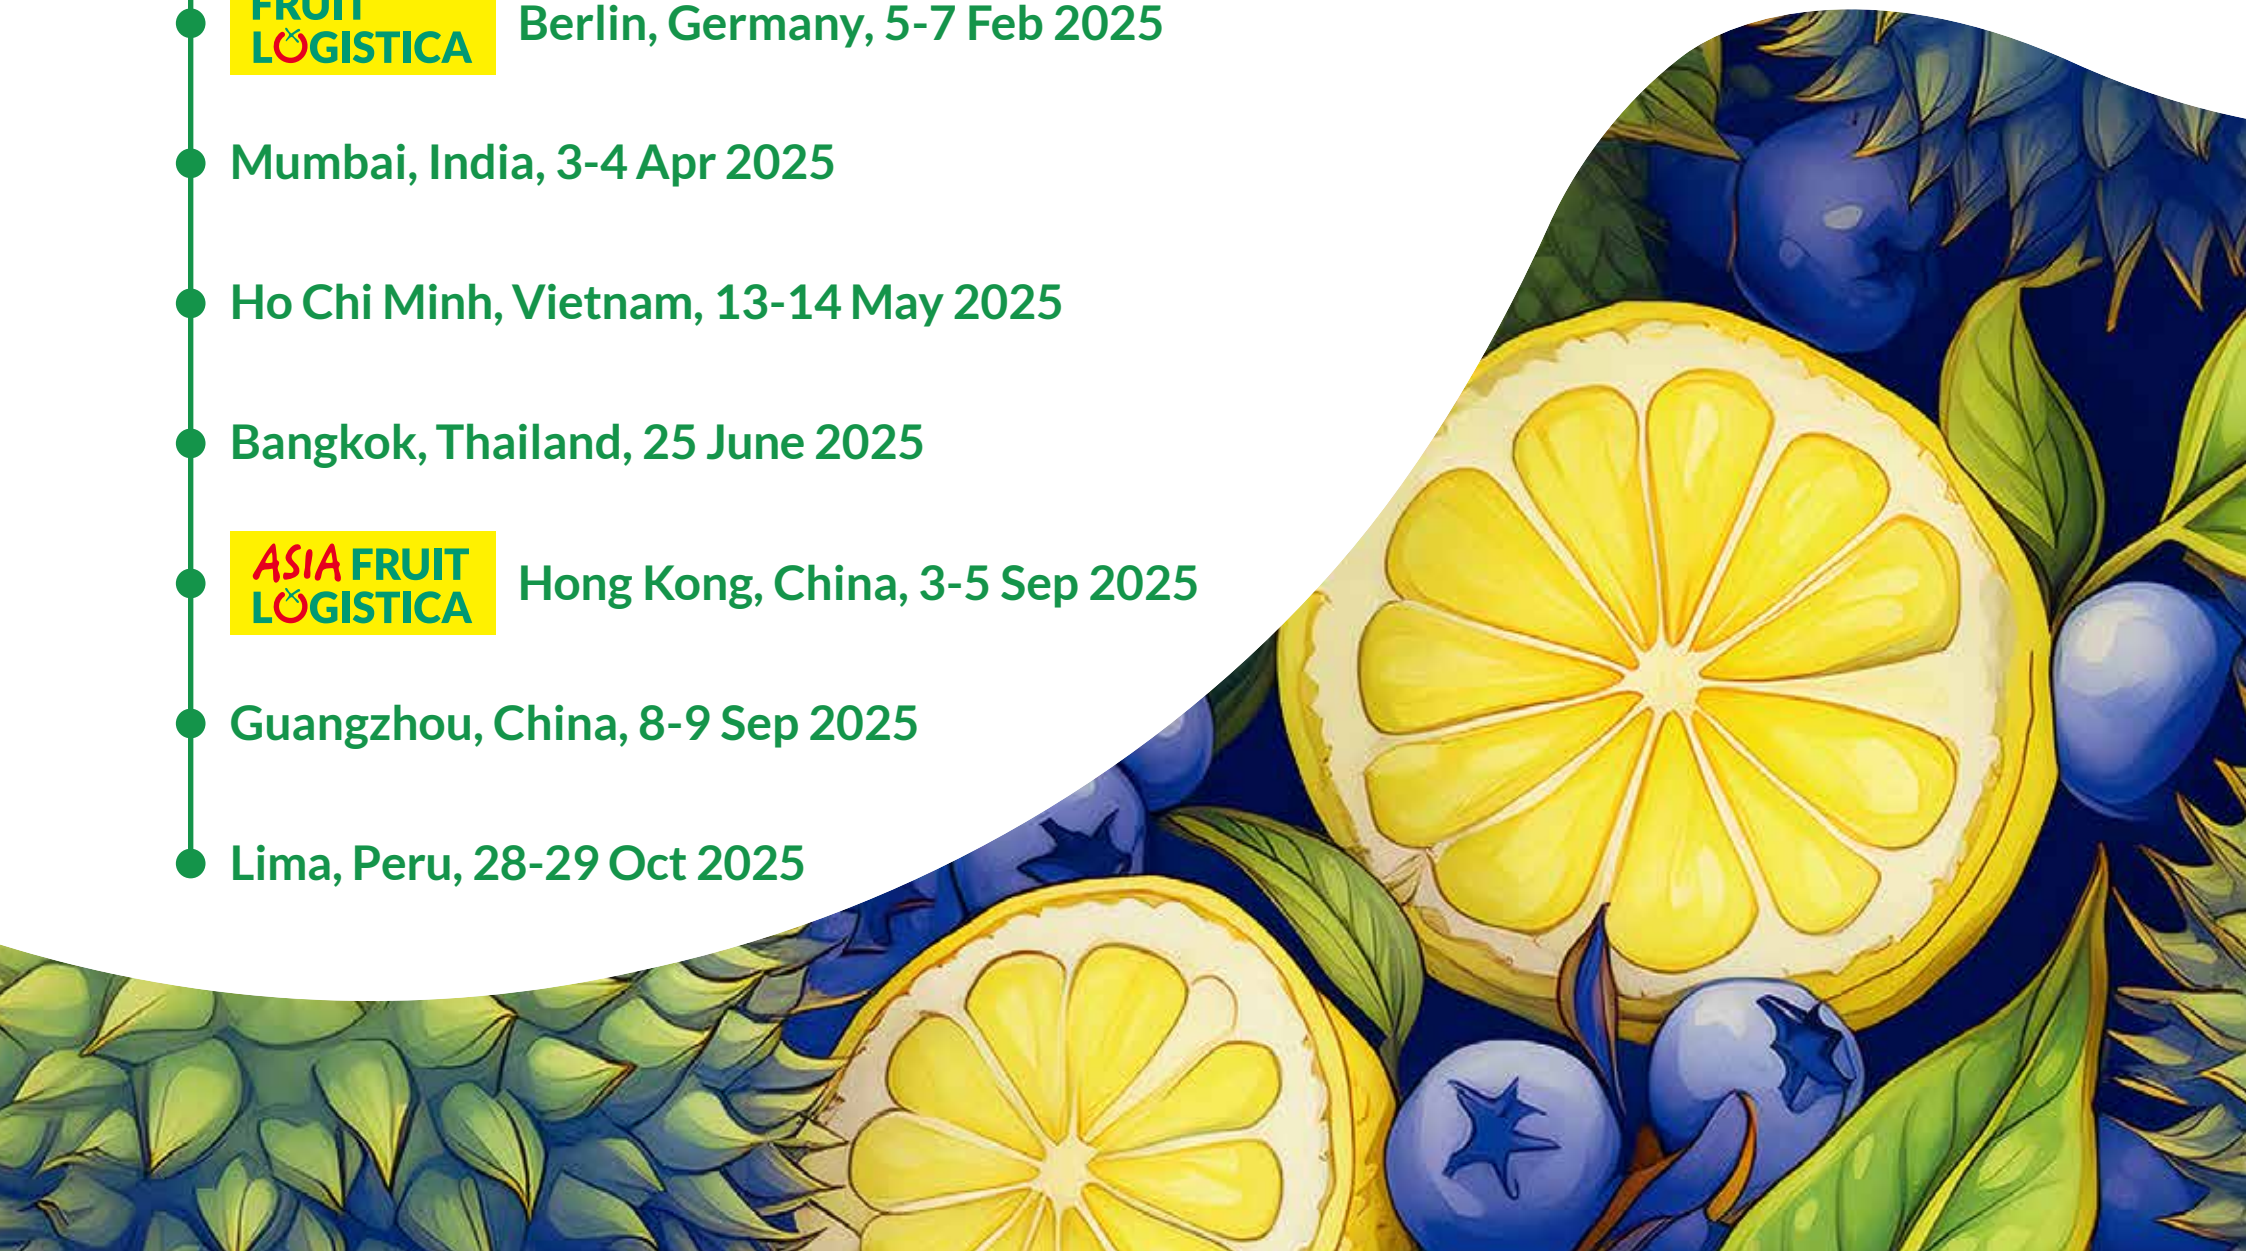 FRUIT
LOGISTICA
Berlin, Germany, 5-7 Feb 2025
Mumbai, India, 3-4 Apr 2025
Ho Chi Minh, Vietnam, 13-14 May 2025
Bangkok, Thailand, 25 June 2025
ASIA FRUIT
LOGISTICA
Hong Kong, China, 3-5 Sep 2025
Guangzhou, China, 8-9 Sep 2025
Lima, Peru, 28-29 Oct 2025